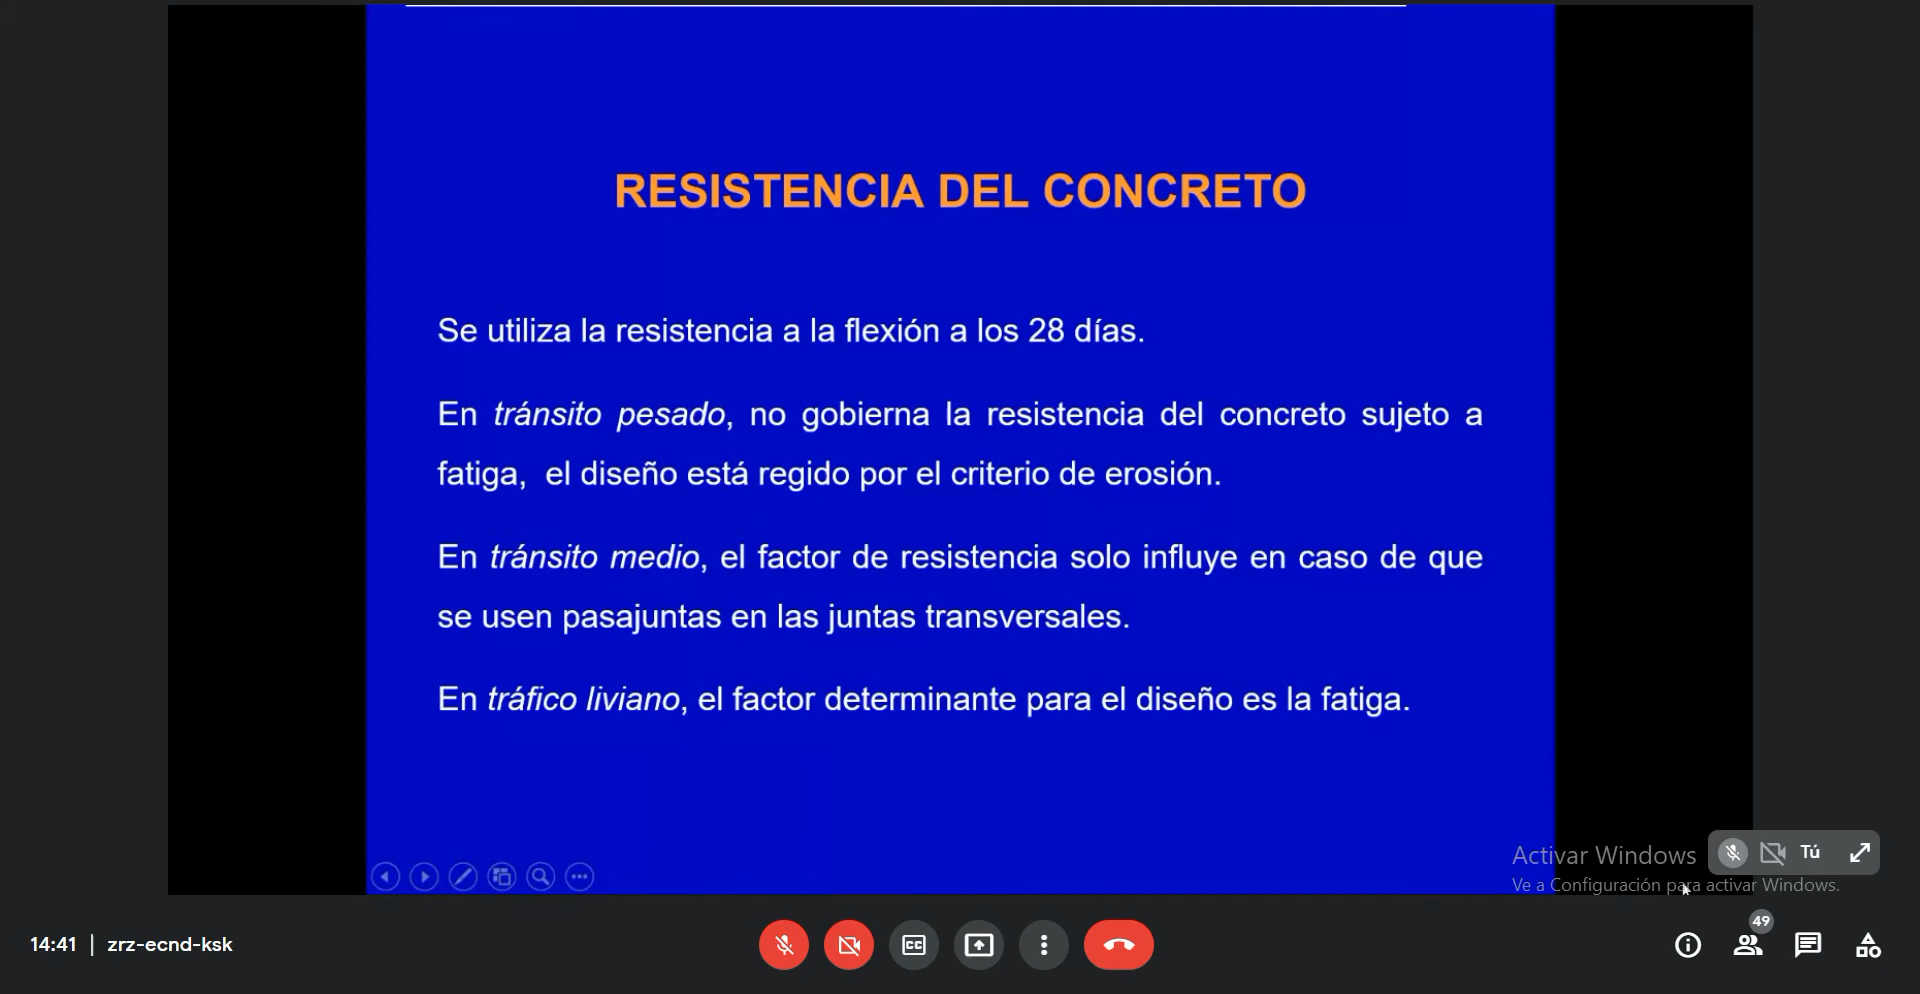 RESISTENCIA DEL CONCRETO
Se utiliza la resistencia a la flexión a los 28 días.
En tránsito pesado, no gobierna la resistencia del concreto sujeto a
fatiga, el diseño está regido por el criterio de erosión.
En tránsito medio, el factor de resistencia solo influye en caso de que
se usen pasajuntas en las juntas transversales.
En tráfico liviano, el factor determinante para el diseño es la fatiga.
Activar Windows
Tú
Ve a Configuración para activar Windows.
14:41 | zrz-ecnd-ksk
CC
49